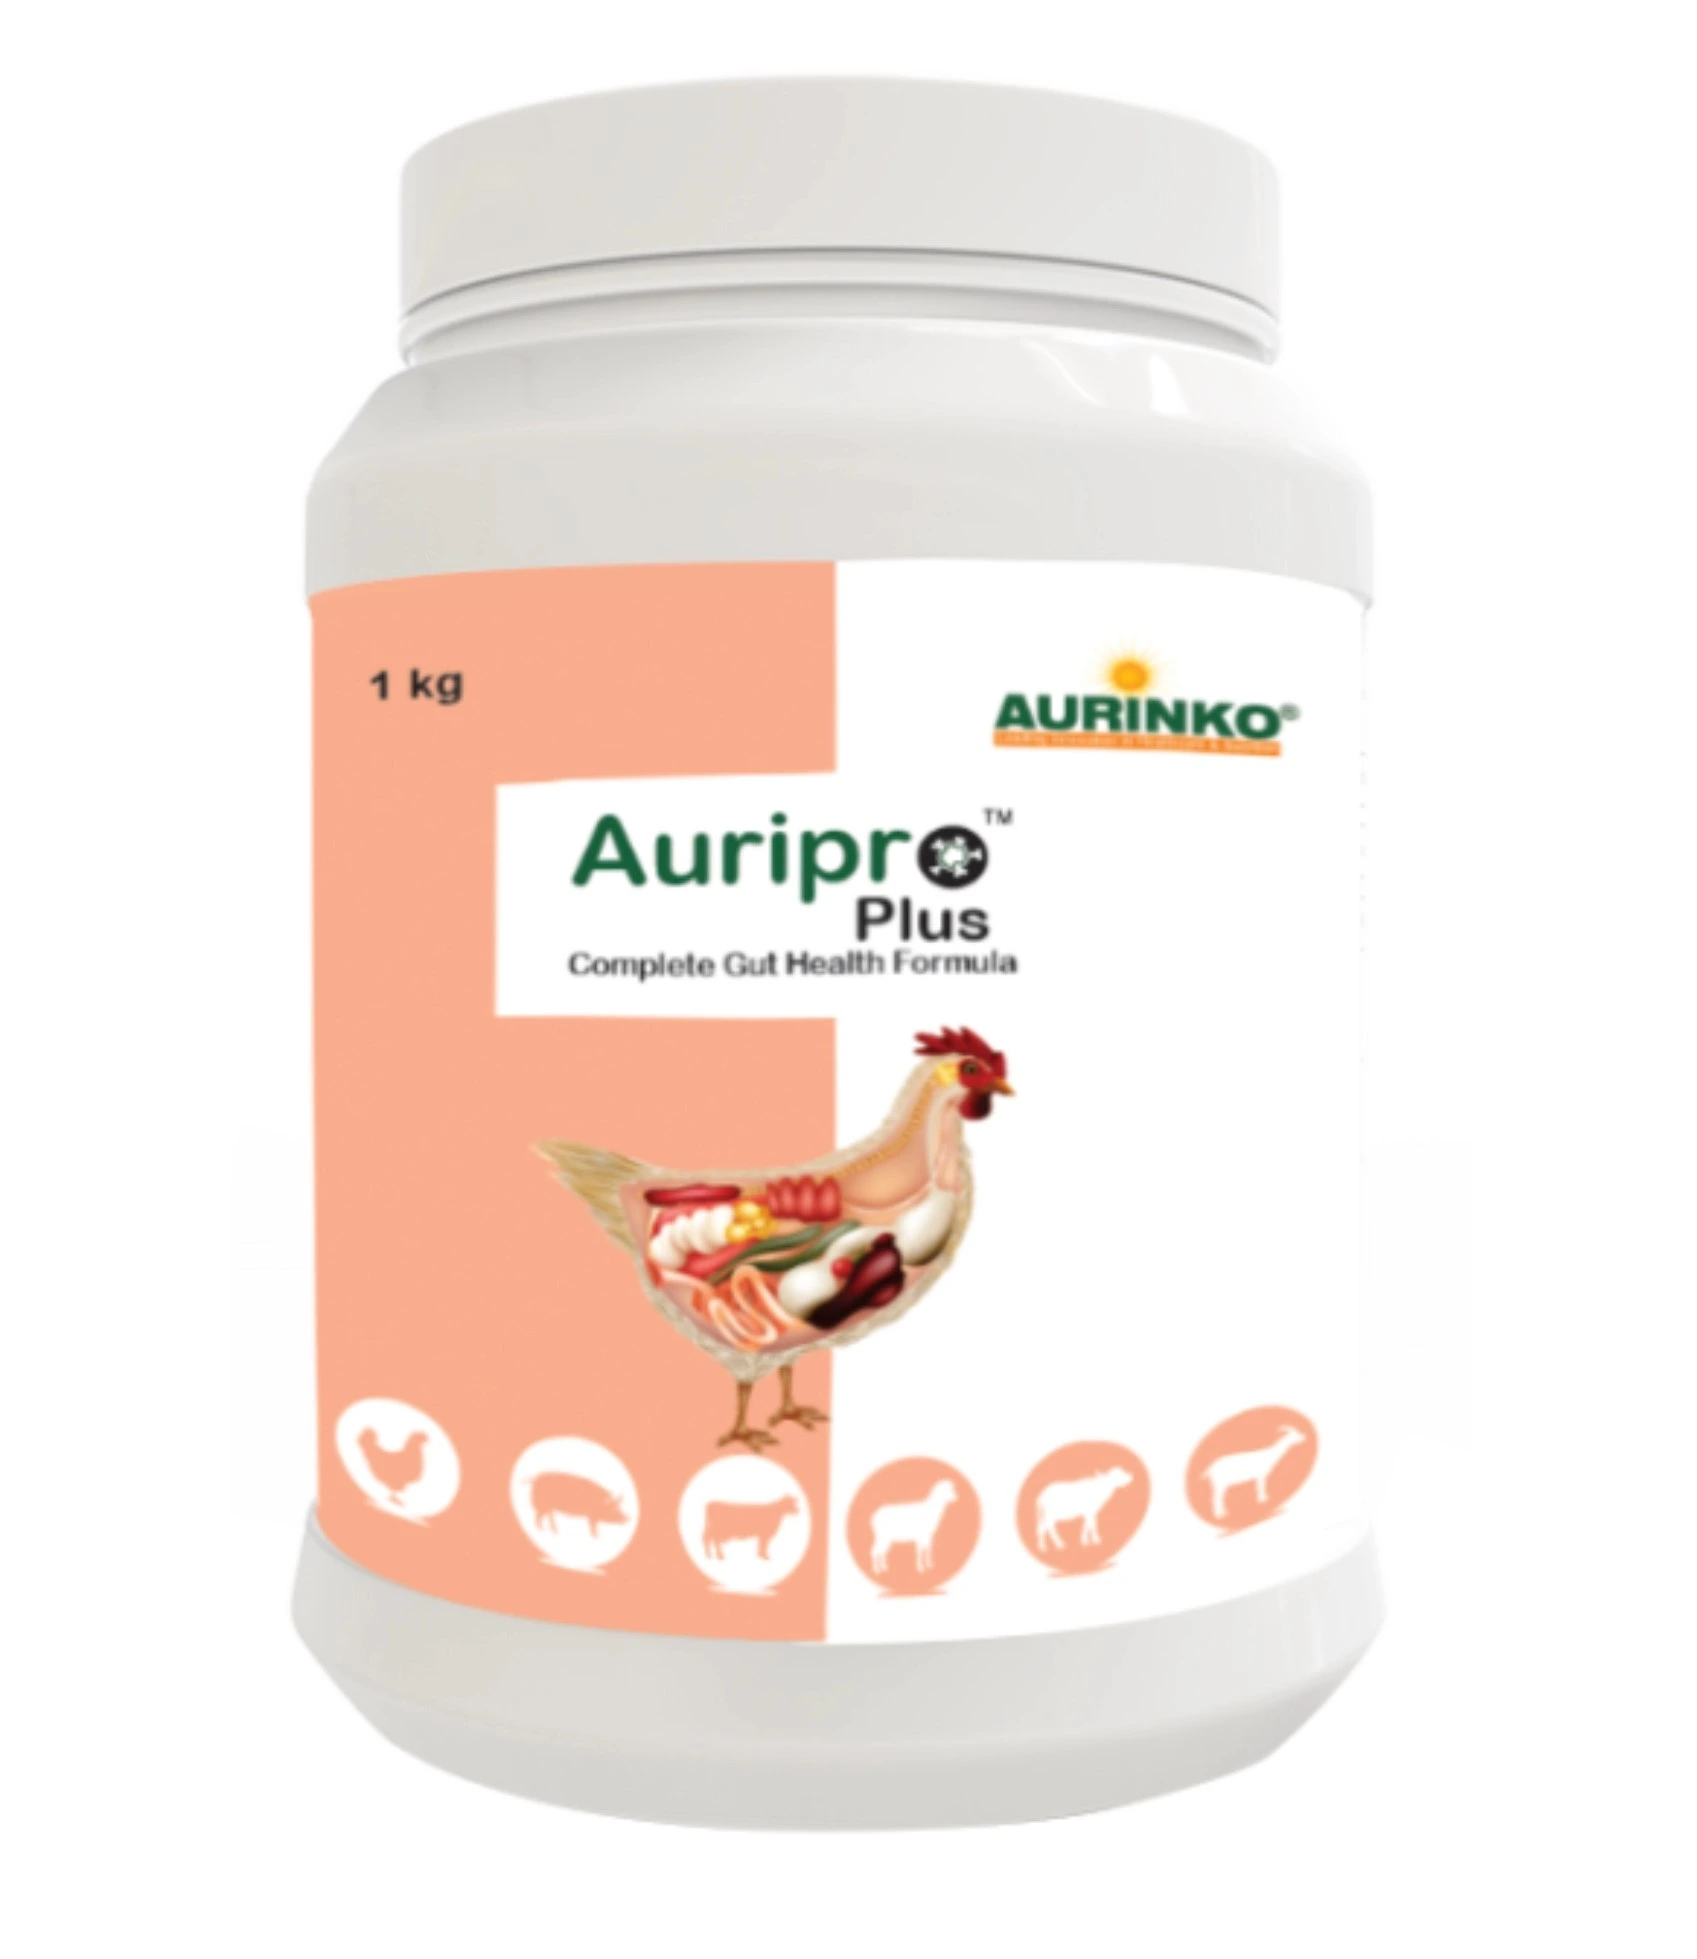 1 kg
AURINKO®
Auripro™
Plus
Complete Gut Health Formula